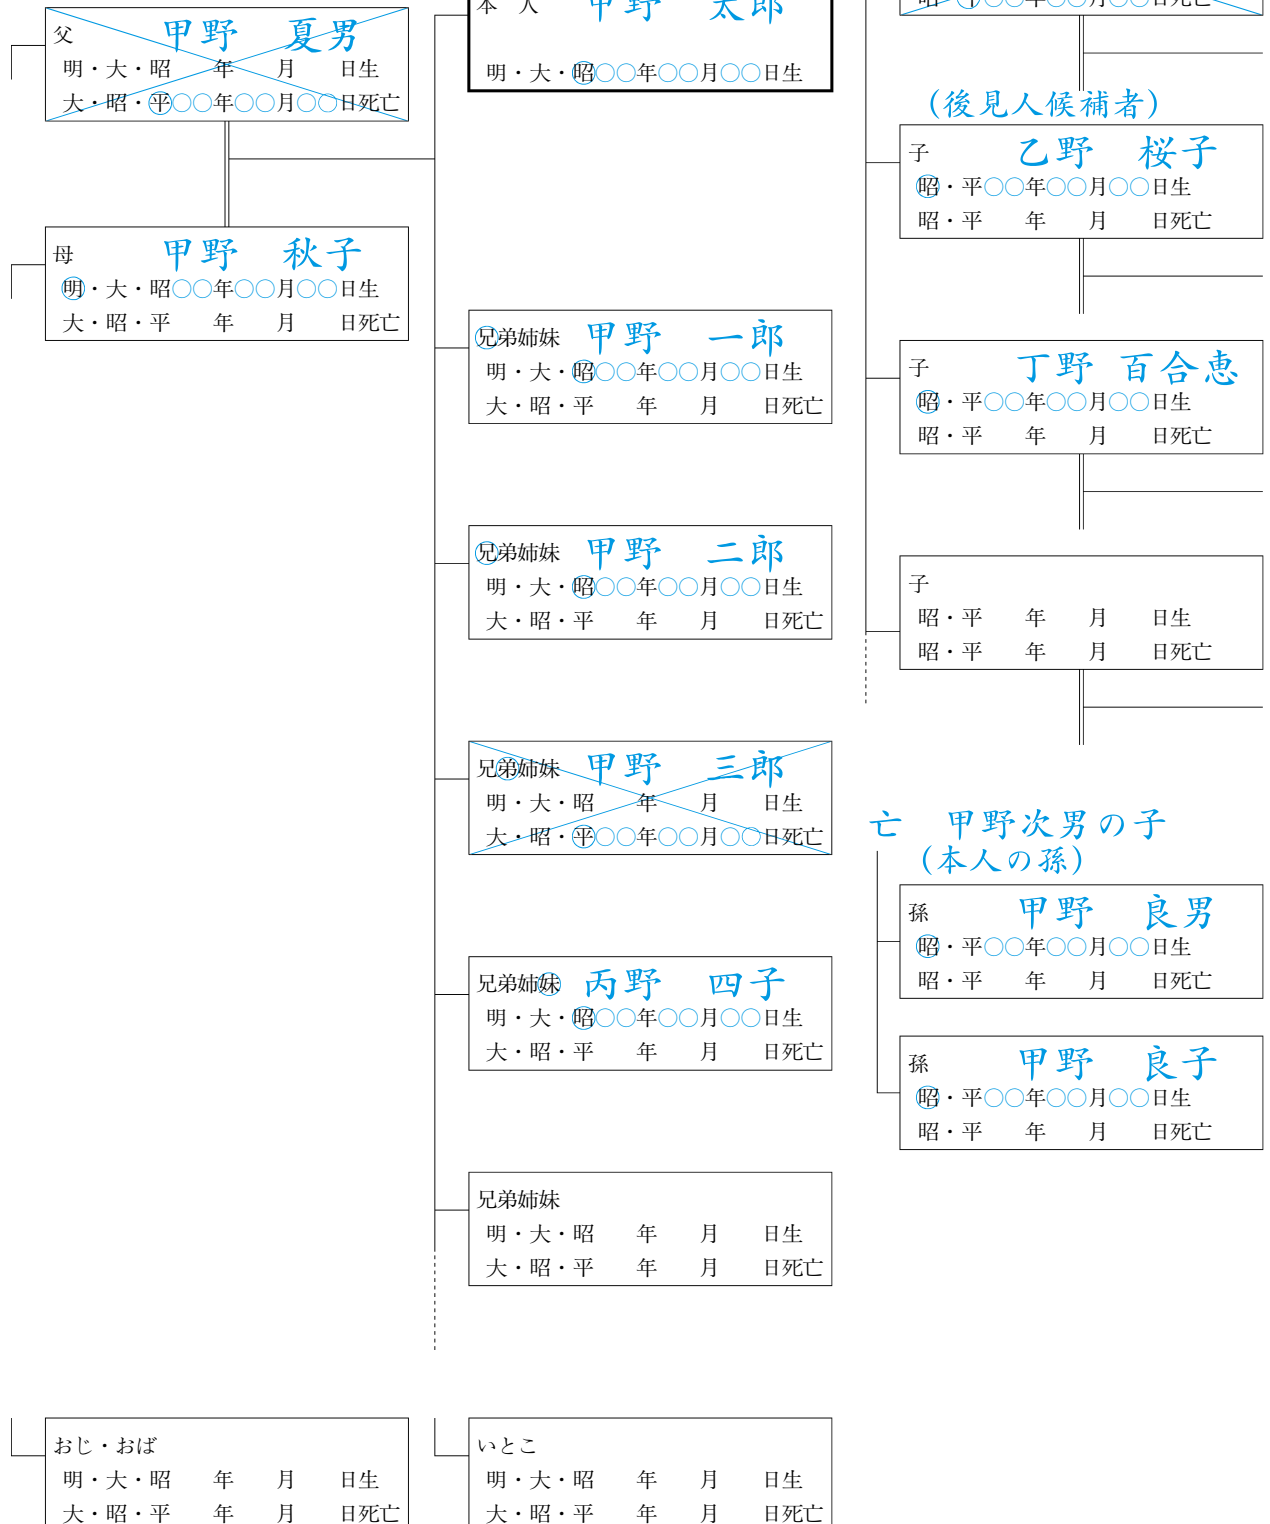 父 甲野 夏男
明・大・昭 年 月 日生
大・昭・平○○年○○月○○日死亡
母 甲野 秋子
明・大・昭○○年○○月○○日生
大・昭・平 年 月 日死亡
本 人 甲野 太郎
明・大・昭○○年○○月○○日生
兄弟姉妹 甲野 一郎
明・大・昭○○年○○月○○日生
大・昭・平 年 月 日死亡
兄弟姉妹 甲野 二郎
明・大・昭○○年○○月○○日生
大・昭・平 年 月 日死亡
兄弟姉妹 甲野 三郎
明・大・昭 年 月 日生
大・昭・平○○年○○月○○日死亡
兄弟姉妹 丙野 四子
明・大・昭○○年○○月○○日生
大・昭・平 年 月 日死亡
兄弟姉妹
明・大・昭 年 月 日生
大・昭・平 年 月 日死亡
昭・平○○年○○月○○日死亡
(後見人候補者)
子 乙野 桜子
昭・平○○年○○月○○日生
昭・平 年 月 日死亡
子 丁野 百合恵
昭・平○○年○○月○○日生
昭・平 年 月 日死亡
子
昭・平 年 月 日生
昭・平 年 月 日死亡
亡 甲野次男の子
(本人の孫)
孫 甲野 良男
昭・平○○年○○月○○日生
昭・平 年 月 日死亡
孫 甲野 良子
昭・平○○年○○月○○日生
昭・平 年 月 日死亡
おじ・おば
明・大・昭 年 月 日生
大・昭・平 年 月 日死亡
いとこ
明・大・昭 年 月 日生
大・昭・平 年 月 日死亡